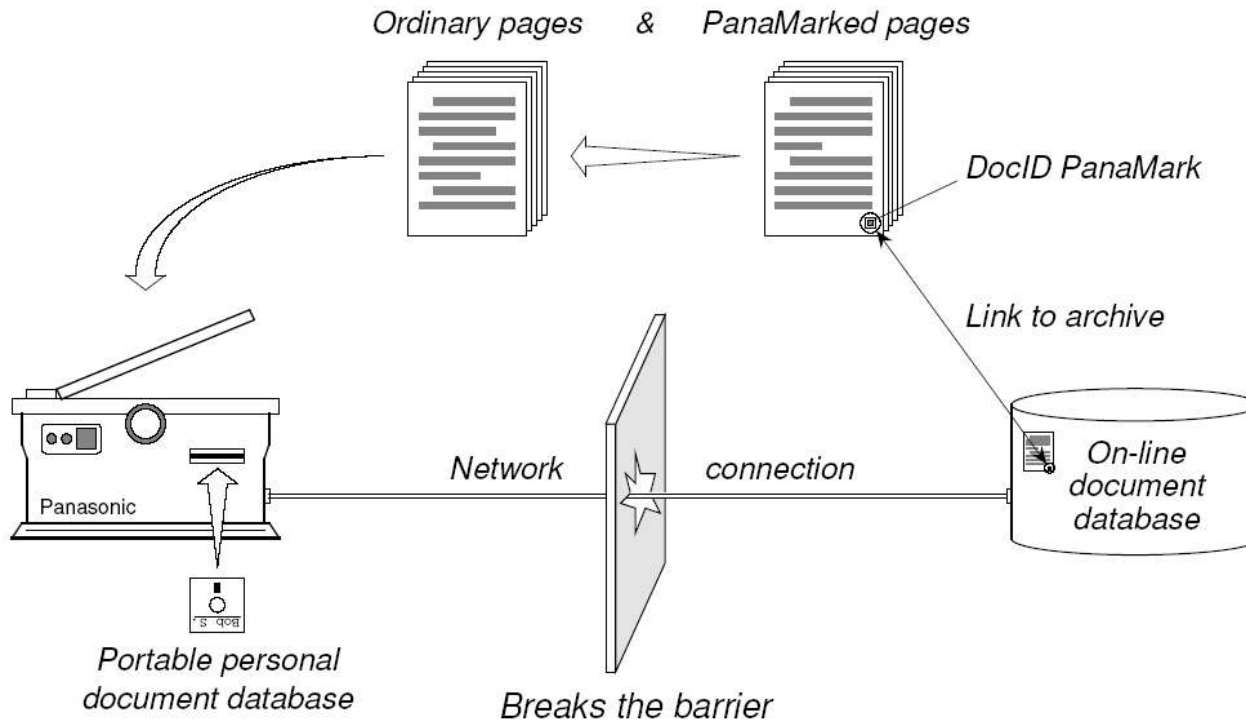 Ordinary pages & PanaMarked pages
DocID PanaMark
Link to archive
Network connection
On-line
document
database
Panasonic
Bob S.
Portable personal
document database
Breaks the barrier